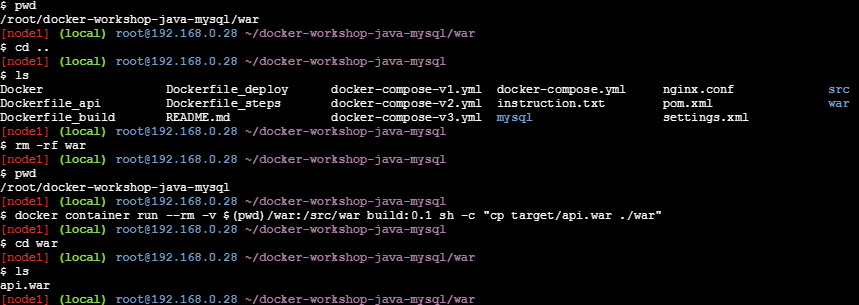 $ pwd
/root/docker-workshop-java-mysql/war
[node1] (local) root@192.168.0.28 ~/docker-workshop-java-mysql/war
$ cd ..
[node1] (local) root@192.168.0.28 ~/docker-workshop-java-mysql
$ ls
Docker Dockerfile_deploy docker-compose-v1.yml docker-compose.yml nginx.conf src
Dockerfile_api Dockerfile_steps docker-compose-v2.yml instruction.txt pom.xml war
Dockerfile_build README.md docker-compose-v3.yml mysql settings.xml
[node1] (local) root@192.168.0.28 ~/docker-workshop-java-mysql
$ rm -rf war
[node1] (local) root@192.168.0.28 ~/docker-workshop-java-mysql
$ pwd
/root/docker-workshop-java-mysql
[node1] (local) root@192.168.0.28 ~/docker-workshop-java-mysql
$ docker container run --rm -v $(pwd)/war:/src/war build:0.1 sh -c "cp target/api.war ./war"
[node1] (local) root@192.168.0.28 ~/docker-workshop-java-mysql
$ cd war
[node1] (local) root@192.168.0.28 ~/docker-workshop-java-mysql/war
$ ls
api.war
[node1] (local) root@192.168.0.28 ~/docker-workshop-java-mysql/war